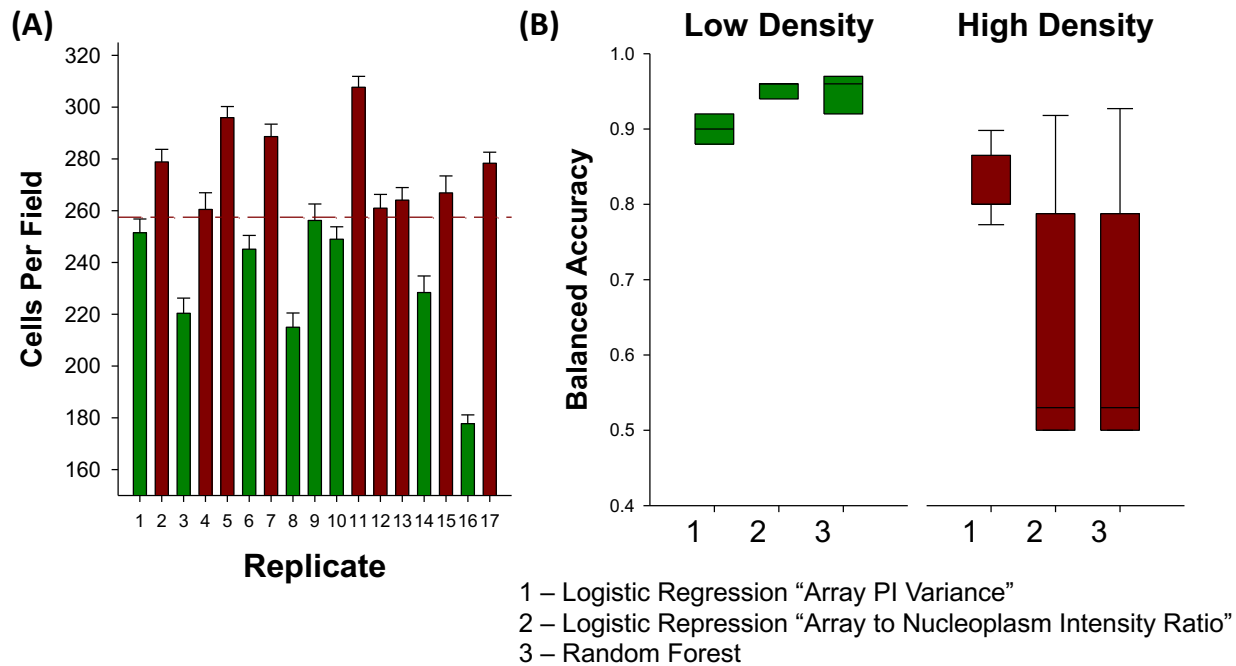 (A)
320
300
280
260
240
220
200
180
160
Cells Per Field
1 2 3 4 5 6 7 8 9 10 11 12 13 14 15 16 17
Replicate
(B)
Low Density
High Density
1.0
0.9
0.8
0.7
0.6
0.5
0.4
Balanced Accuracy
1 2 3
1 2 3
1 – Logistic Regression “Array PI Variance”
2 – Logistic Repression “Array to Nucleoplasm Intensity Ratio”
3 – Random Forest